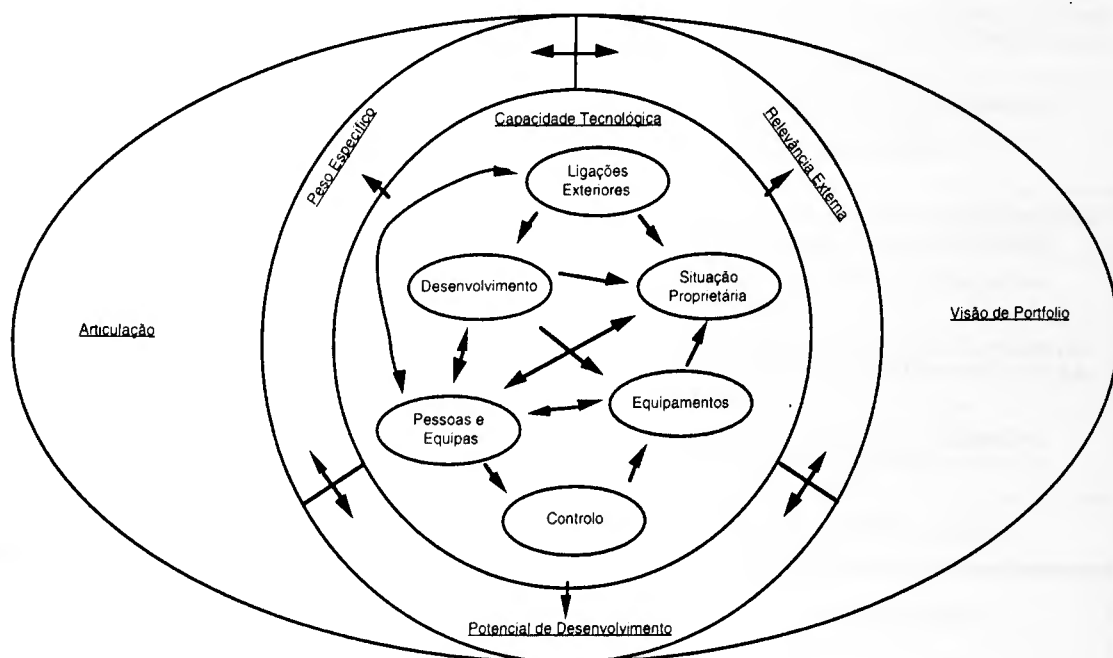 Capacidade Tecnológica
Peso Específico
Relevância Externa
Ligações
Exteriores
Desenvolvimento
Situação
Proprietária
Articulação
Visão de Portfolio
Pessoas e
Equipas
Equipamentos
Controlo
Potencial de Desenvolvimento